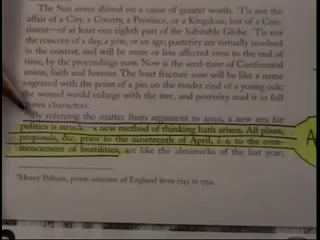 The Sun never shined on a cause of greater worth. 'Tis not the
affair of a City, a County, a Province, or a Kingdom; but of a Con-
tinent—of at least one eighth part of the habitable Globe. 'Tis not
the concern of a day, a year, or an age; posterity are virtually involved
in the contest, and will be more or less affected even to the end of
time, by the proceedings now. Now is the seed-time of Continental
union, faith and honour. The least fracture now will be like a name
engraved with the point of a pin on the tender rind of a young oak;
the wound would enlarge with the tree, and posterity read it in full
grown characters.
By referring the matter from argument to arms, a new æra for
politics is struck—a new method of thinking hath arisen. All plans,
proposals, &c. prior to the nineteenth of April, i. e. to the com-
mencement of hostilities, are like the almanacks of the last year;
*Henry Pelham, prime minister of England from 1743 to 1754.
A